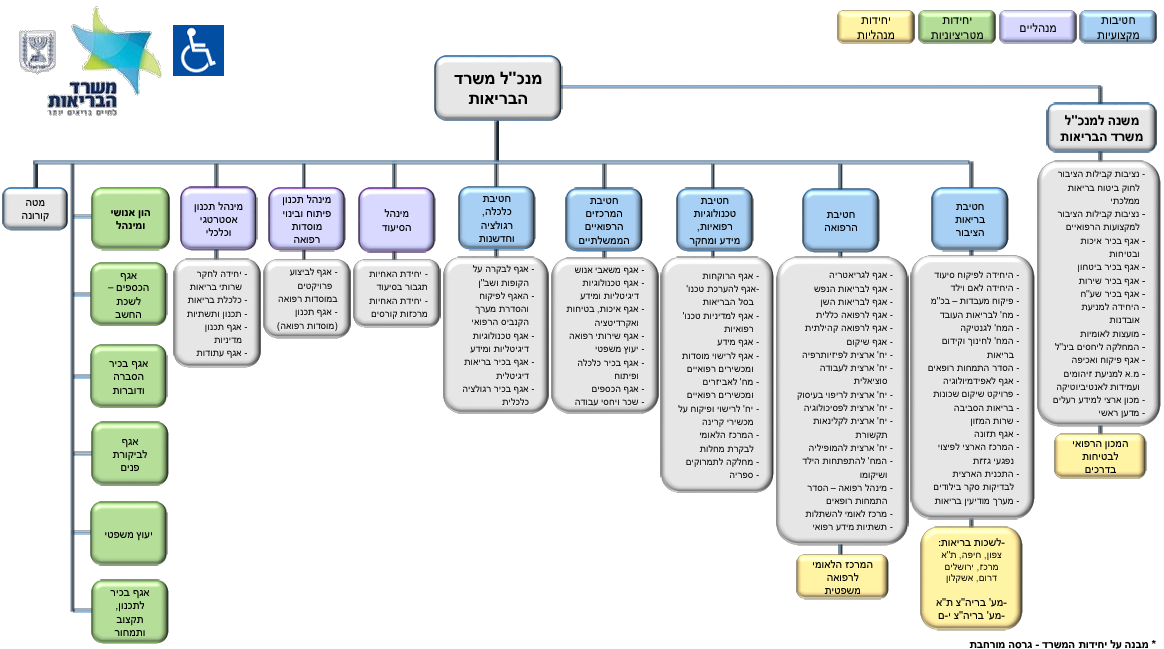 משרד
הבריאות
לחיים בריאים יותר
חטיבות
מקצועיות
מנהליים
יחידות
מטריציוניות
יחידות
מנהליות
מנכ"ל משרד
הבריאות
משנה למנכ"ל
משרד הבריאות
- נציבות קבילות הציבור
לחוק ביטוח בריאות
ממלכתי
- נציבות קבילות הציבור
למקצועות הרפואיים
- אגף בכיר איכות
ובטיחות
- אגף בכיר ביטחון
- אגף בכיר שירות
- אגף בכיר שע"ח
- היחידה למניעת
אובדנות
- מועצות לאומיות
- המחלקה ליחסים בינ"ל
- אגף פיקוח ואכיפה
- מ.א למניעת זיהומים
ועמידות לאנטיביוטיקה
- מכון ארצי למידע רעלים
- מדען ראשי
המכון הרפואי
לבטיחות
בדרכים
חטיבת
בריאות
הציבור
- היחידה לפיקוח סיעוד
- היחידה לאם וילד
- פיקוח מעבדות – בכ"מ
- מח' לבריאות העובד
- המח' לגנטיקה
- המח' לחינוך וקידום
בריאות
- הסדר התמחות רופאים
- אגף לאפידמיולוגיה
- פרויקט שיקום שכונות
- בריאות הסביבה
- שרות המזון
- אגף תזונה
- המרכז הארצי לפיצוי
נפגעי גזזת
- התכנית הארצית
לבדיקות סקר בילודים
- מערך מודיעין בריאות
-לשכות בריאות:
צפון, חיפה, ת"א
מרכז, ירושלים
דרום, אשקלון
-מע' בריה"צ ת"א
-מע' בריה"צ י-ם
חטיבת
הרפואה
- אגף לגריאטריה
- אגף לבריאות הנפש
- אגף לבריאות השן
- אגף לרפואה כללית
- אגף לרפואה קהילתית
- אגף שיקום
- יח' ארצית לפיזיותרפיה
- יח' ארצית לעבודה
סוציאלית
- יח' ארצית לריפוי בעיסוק
- יח' ארצית לפסיכולוגיה
- יח' ארצית לקלינאות
תקשורת
- יח' ארצית להמופיליה
- המח' להתפתחות הילד
ושיקומו
- מינהל רפואה – הסדר
התמחות רופאים
- מרכז לאומי להשתלות
- תשתיות מידע רפואי
המרכז הלאומי
לרפואה
משפטית
חטיבת
טכנולוגיות
רפואיות,
מידע ומחקר
- אגף הרוקחות
-אגף להערכת טכנו'
בסל הבריאות
- אגף למדיניות טכנו'
רפואיות
- אגף מידע
- אגף לרישוי מוסדות
ומכשירים רפואיים
- מח' לאביזרים
ומכשירים רפואיים
- יח' לרישוי ופיקוח על
מכשירי קרינה
- המרכז הלאומי
לבקרת מחלות
- מחלקה לתמרוקים
- ספריה
חטיבת
המרכזים
הרפואיים
הממשלתיים
- אגף משאבי אנוש
- אגף טכנולוגיות
דיגיטליות ומידע
- אגף איכות, בטיחות
ואקרדיטציה
- אגף שירותי רפואה
- יעוץ משפטי
- אגף בכיר כלכלה
ופיתוח
- אגף הכספים
- שכר ויחסי עבודה
חטיבת
כלכלה,
רגולציה
וחדשנות
- אגף לבקרה על
הקופות ושב"ן
- האגף לפיקוח
והסדרת מערך
הקנביס הרפואי
- אגף טכנולוגיות
דיגיטליות ומידע
- אגף בכיר בריאות
דיגיטלית
- אגף בכיר רגולציה
כלכלית
מינהל
הסיעוד
- יחידת האחיות
תגבור בסיעוד
- יחידת האחיות
מרכזות קורסים
מינהל תכנון
פיתוח ובינוי
מוסדות
רפואה
- אגף לביצוע
פרויקטים
במוסדות רפואה
- אגף תכנון
(מוסדות רפואה)
מינהל תכנון
אסטרטגי
וכלכלי
- יחידה לחקר
שרותי בריאות
- כלכלת בריאות
- תכנון ותשתיות
- אגף תכנון
מדיניות
- אגף עתודות
הון אנושי
ומינהל
אגף
הכספים –
לשכת
החשב
אגף בכיר
הסברה
ודוברות
אגף
לביקורת
פנים
יעוץ משפטי
אגף בכיר
לתכנון,
תקצוב
ותמחור
מטה
קורונה
* מבנה על יחידות המשרד - גרסה מורחבת